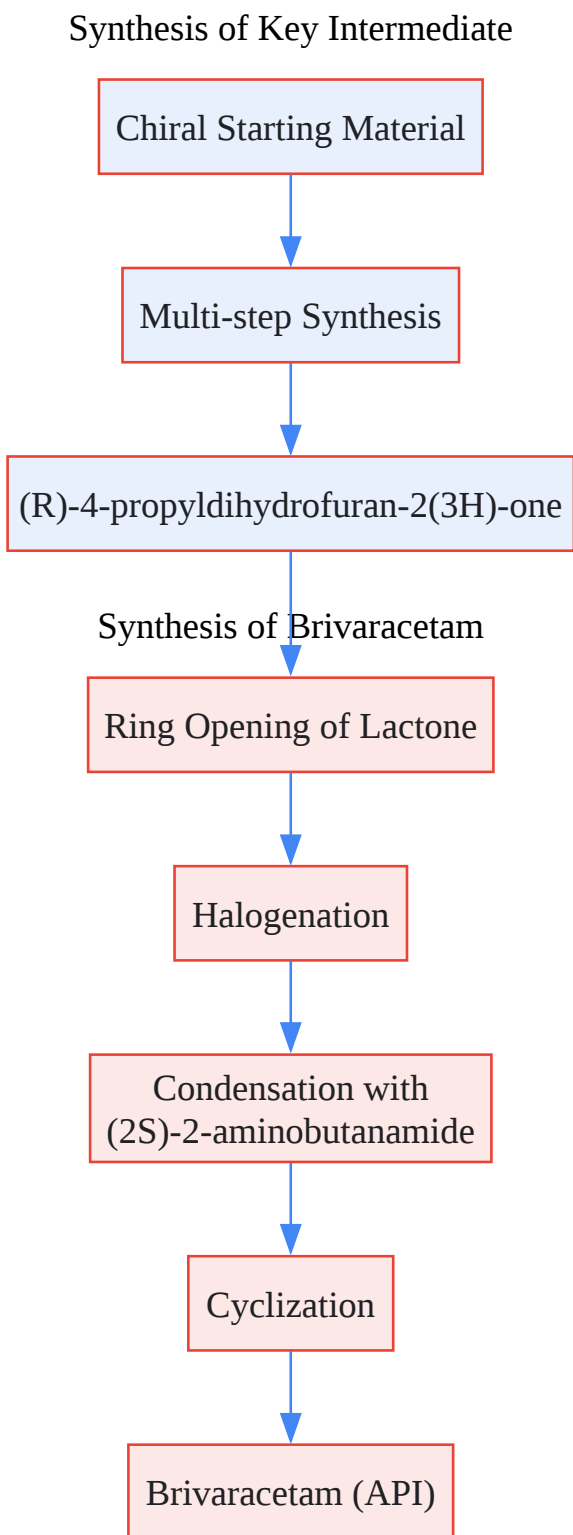 Synthesis of Key Intermediate
Chiral Starting Material
Multi-step Synthesis
(R)-4-propyldihydrofuran-2(3H)-one
Synthesis of Brivaracetam
Ring Opening of Lactone
Halogenation
Condensation with
(2S)-2-aminobutanamide
Cyclization
Brivaracetam (API)